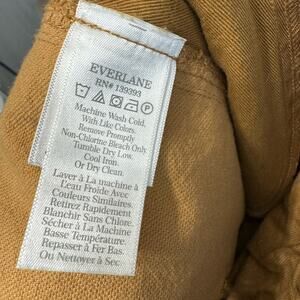 EVERLANE
RN# 139393
Machine Wash Cold.
With Like Colors.
Remove Promptly
Non-Chlorine Bleach Only
Tumble Dry Low.
Cool Iron.
Or Dry Clean.
Laver à La machine à
L'eau Froide Avec
Couleurs Similaires.
Retirez Rapidement
Blanchir Sans Chlore.
Sécher à La Machine
Basse Température.
Repasser à Fer Bas.
Ou Nettoyer à Sec.